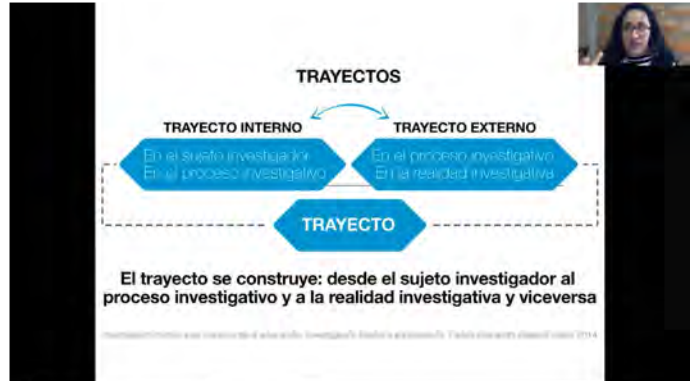 TRAYECTOS
TRAYECTO INTERNO
TRAYECTO EXTERNO
En el sujeto investigador
En el proceso investigativo
En el proceso investigativo
En la realidad investigativa
TRAYECTO
El trayecto se construye: desde el sujeto investigador al
proceso investigativo y a la realidad investigativa y viceversa